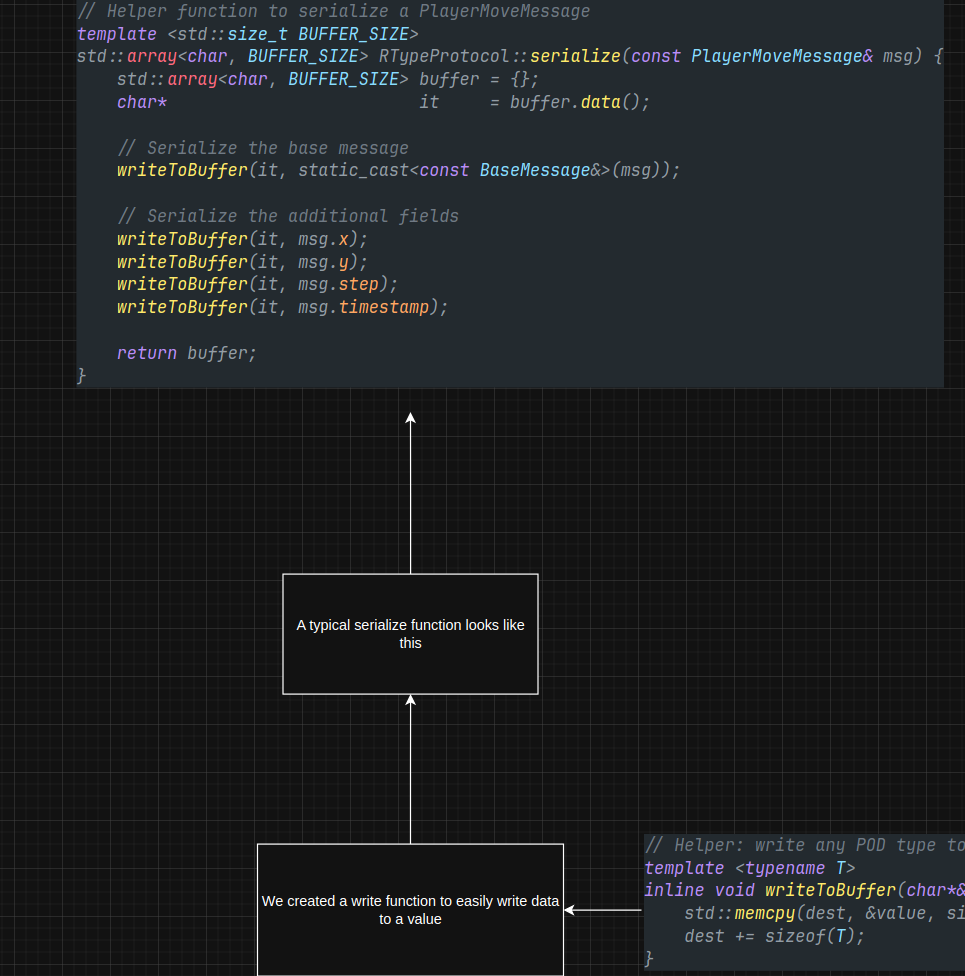 // Helper function to serialize a PlayerMoveMessage
template <std::size_t BUFFER_SIZE>
std::array<char, BUFFER_SIZE> RTypeProtocol::serialize(const PlayerMoveMessage& msg) {
    std::array<char, BUFFER_SIZE> buffer = {};
    char*                         it     = buffer.data();
    // Serialize the base message
    writeToBuffer(it, static_cast<const BaseMessage&>(msg));
    // Serialize the additional fields
    writeToBuffer(it, msg.x);
    writeToBuffer(it, msg.y);
    writeToBuffer(it, msg.step);
    writeToBuffer(it, msg.timestamp);
    return buffer;
}
A typical serialize function looks like
this
We created a write function to easily write data
to a value
// Helper: write any POD type to
template <typename T>
inline void writeToBuffer(char*&
    std::memcpy(dest, &value, si
    dest += sizeof(T);
}